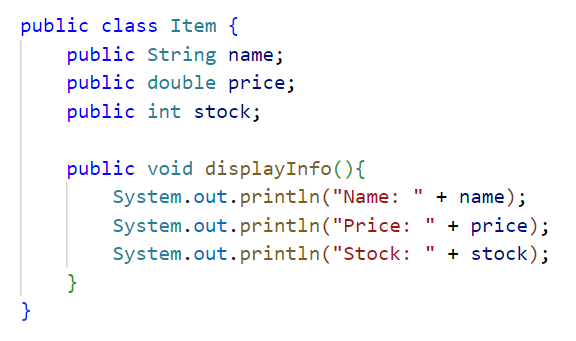 public class Item {
    public String name;
    public double price;
    public int stock;

    public void displayInfo(){
        System.out.println("Name: " + name);
        System.out.println("Price: " + price);
        System.out.println("Stock: " + stock);
    }
}